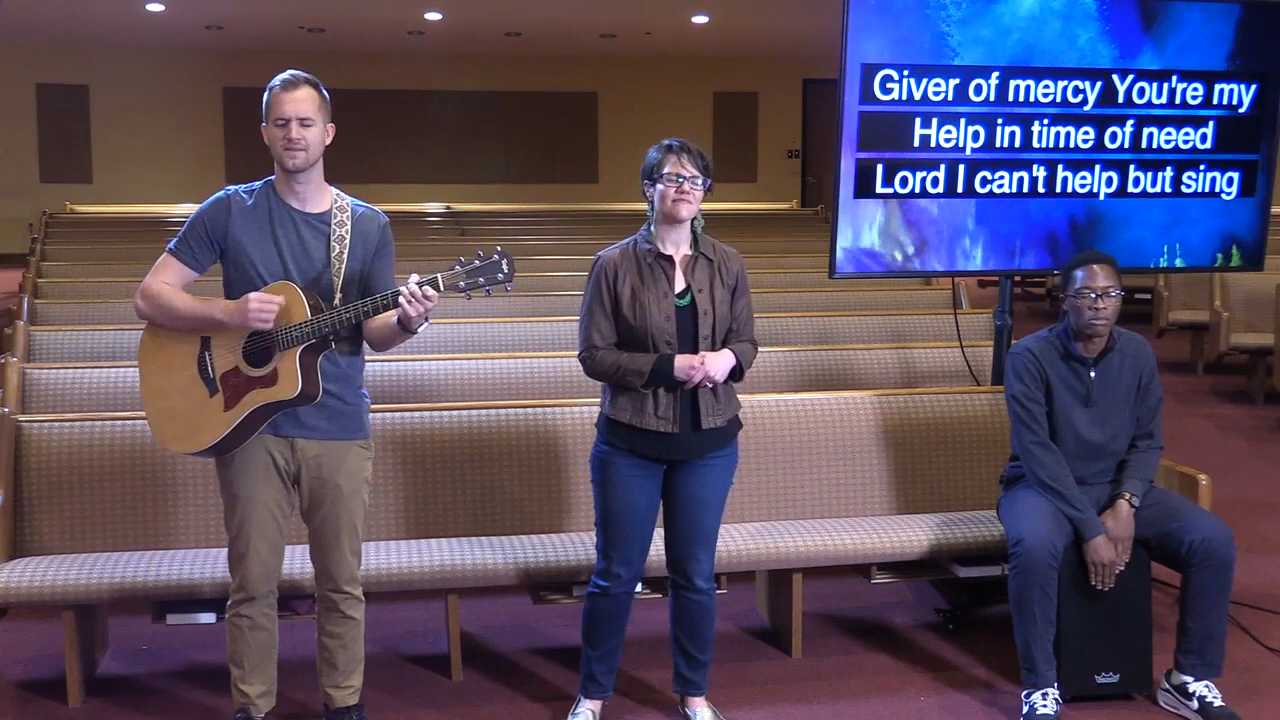 Giver of mercy You're my
Help in time of need
Lord I can't help but sing